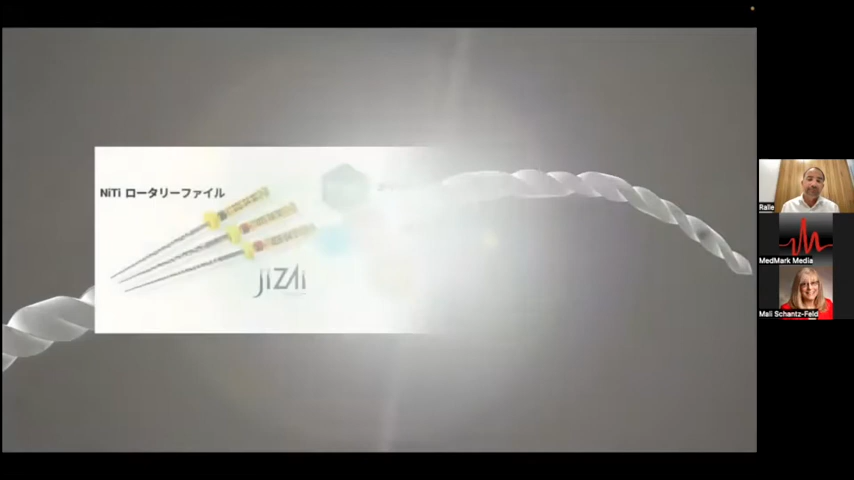 NiTi ロータリーファイル
JIZAI
Ralle
MedMark Media
Mali Schantz-Feld